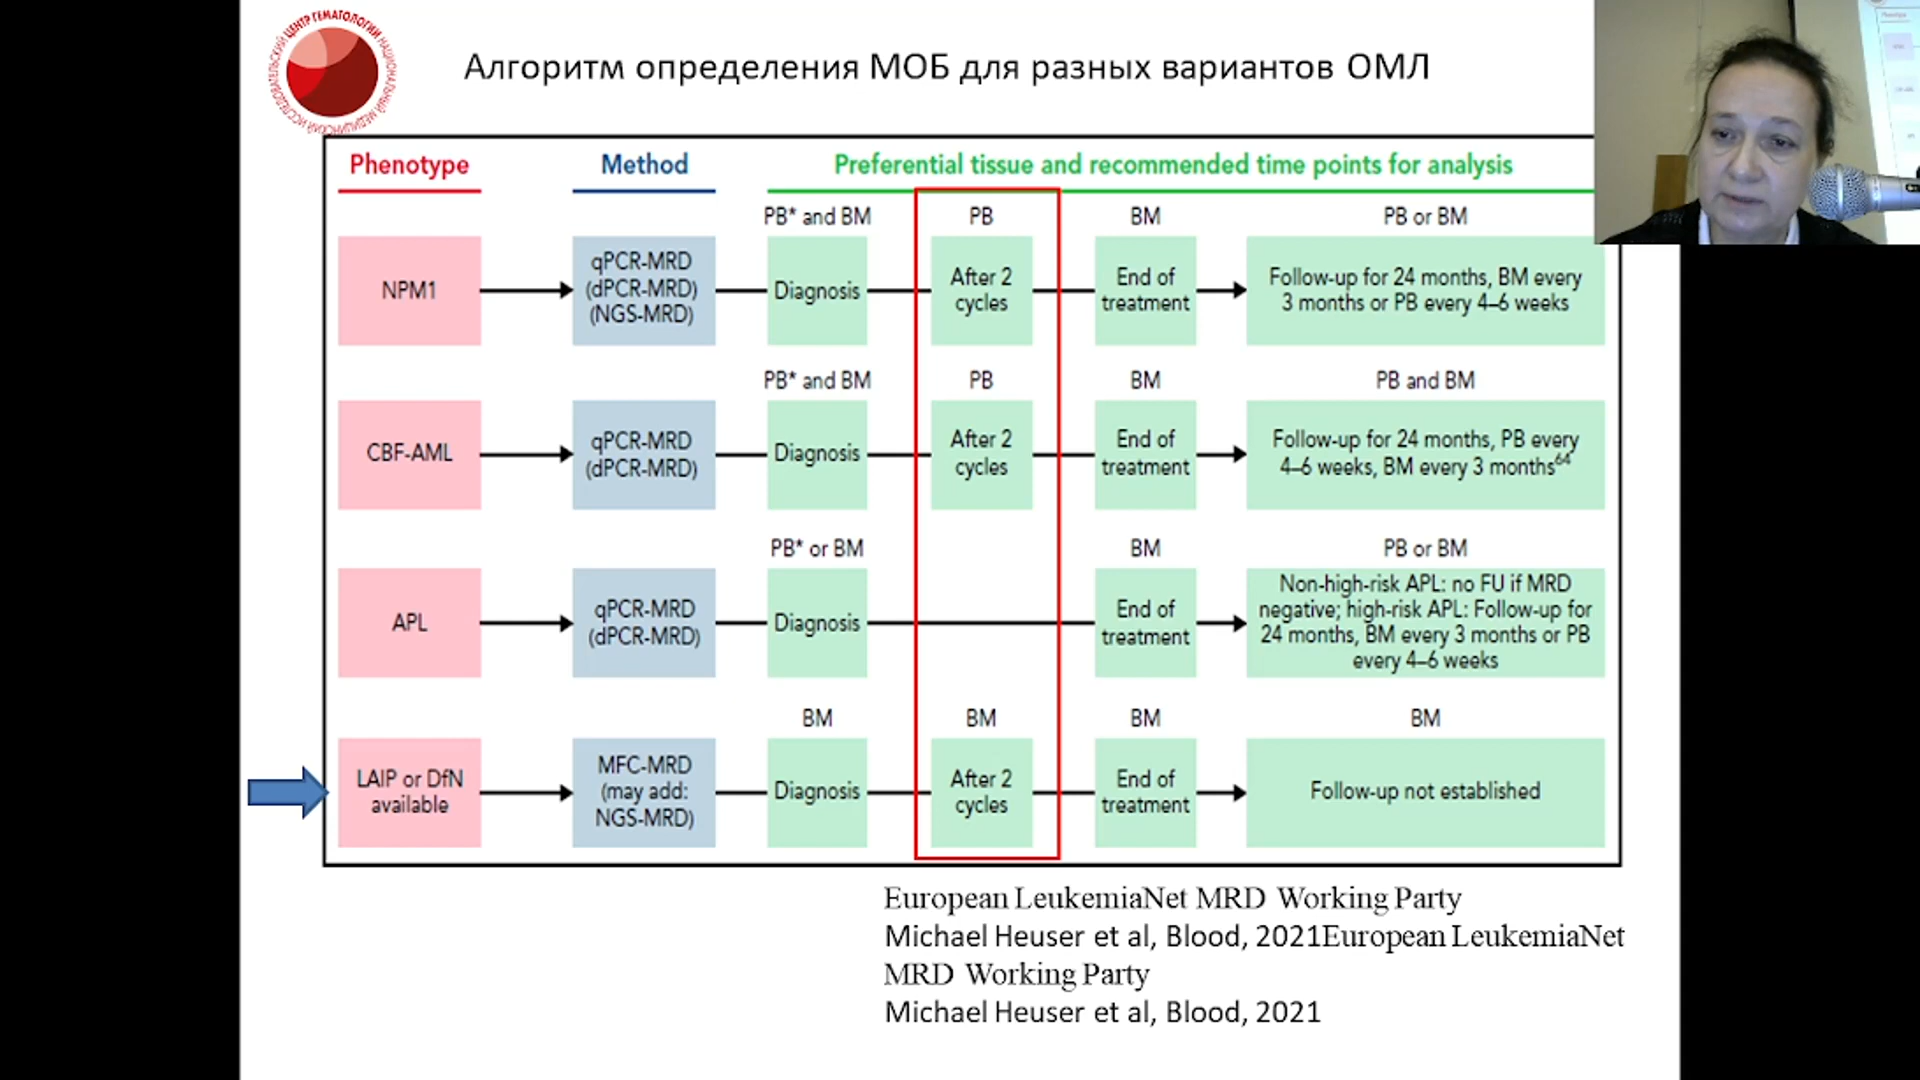 НАЦИОНАЛЬНЫЙ МЕДИЦИНСКИЙ ИССЛЕДОВАТЕЛЬСКИЙ ЦЕНТР ГЕМАТОЛОГИИ
Алгоритм определения МОБ для разных вариантов ОМЛ
Phenotype
Method
Preferential tissue and recommended time points for analysis
PB* and BM
PB
BM
PB or BM
NPM1
qPCR-MRD
(dPCR-MRD)
(NGS-MRD)
Diagnosis
After 2
cycles
End of
treatment
Follow-up for 24 months, BM every
3 months or PB every 4–6 weeks
PB* and BM
PB
BM
PB and BM
CBF-AML
qPCR-MRD
(dPCR-MRD)
Diagnosis
After 2
cycles
End of
treatment
Follow-up for 24 months, PB every
4–6 weeks, BM every 3 months64
PB* or BM
BM
PB or BM
APL
qPCR-MRD
(dPCR-MRD)
Diagnosis
End of
treatment
Non-high-risk APL: no FU if MRD
negative; high-risk APL: Follow-up for
24 months, BM every 3 months or PB
every 4–6 weeks
BM
BM
BM
BM
LAIP or DfN
available
MFC-MRD
(may add:
NGS-MRD)
Diagnosis
After 2
cycles
End of
treatment
Follow-up not established
European LeukemiaNet MRD Working Party
Michael Heuser et al, Blood, 2021European LeukemiaNet
MRD Working Party
Michael Heuser et al, Blood, 2021